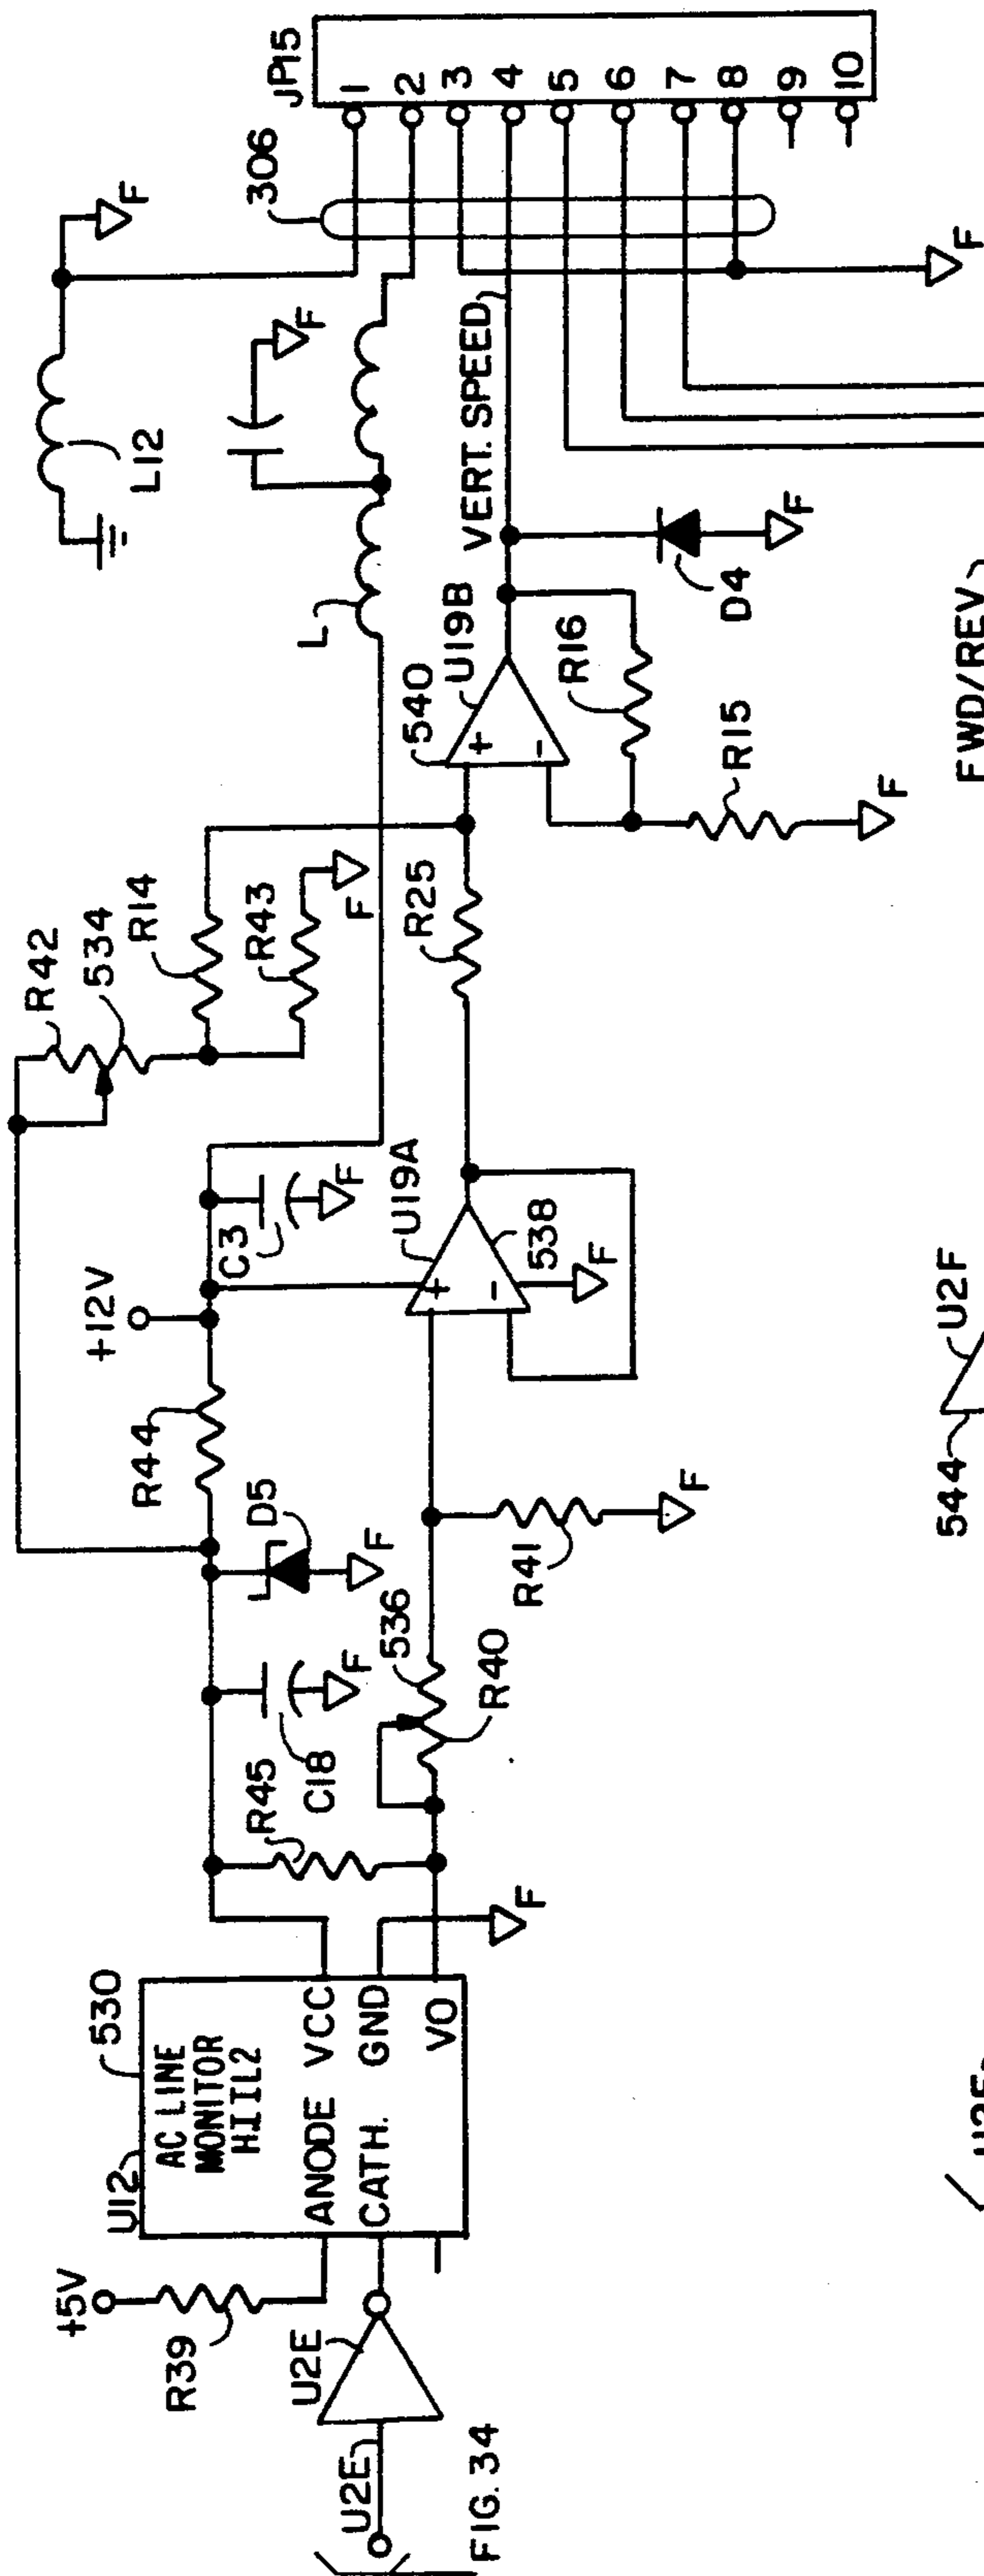 FIG. 34
U2E
U2E
+5V
R39
U12
530
AC LINE
MONITOR
H11L2
ANODE VCC
CATH. GND
VO
F
R45
C18
F
536
R40
D5
F
R41
F
R44
+12V
C3
F
U19A
538
F
R42
534
R14
R43
F
R25
540
U19B
R16
R15
F
D4
F
VERT. SPEED
L
F
L12
F
306
JP15
1
2
3
4
5
6
7
8
9
10
F
FWD/REV
544
U2F